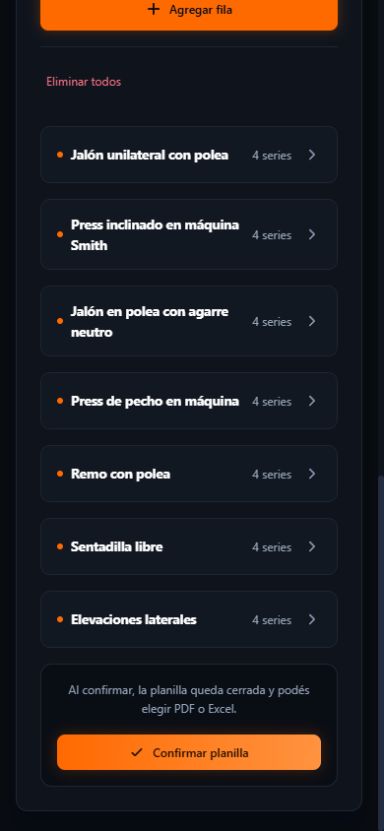 Agregar fila
Eliminar todos
Jalón unilateral con polea 4 series
Press inclinado en máquina
Smith
4 series
Jalón en polea con agarre
neutro
4 series
Press de pecho en máquina 4 series
Remo con polea 4 series
Sentadilla libre 4 series
Elevaciones laterales 4 series
Al confirmar, la planilla queda cerrada y podés
elegir PDF o Excel.
Confirmar planilla